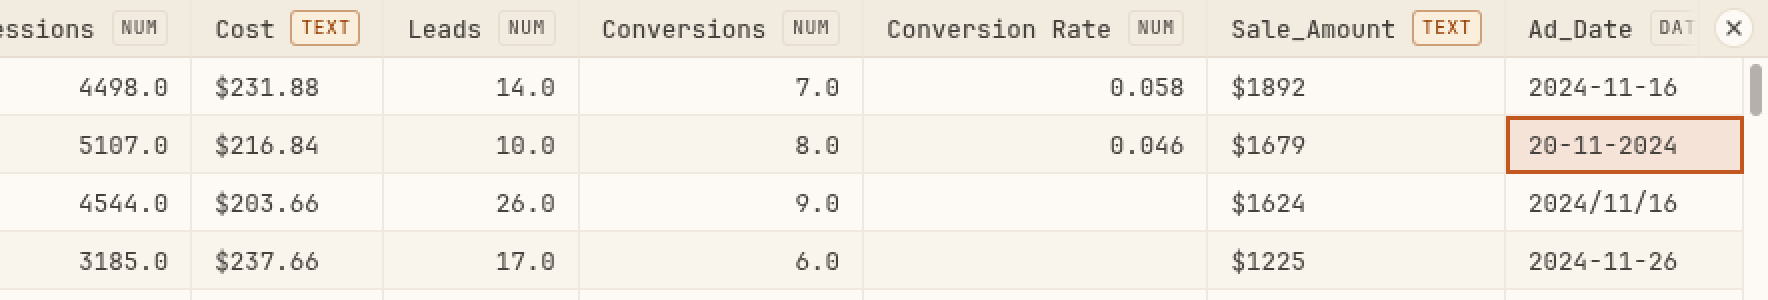 essions NUM Cost TEXT Leads NUM Conversions NUM Conversion Rate NUM Sale_Amount TEXT Ad_Date DAT
4498.0 $231.88 14.0 7.0 0.058 $1892 2024-11-16
5107.0 $216.84 10.0 8.0 0.046 $1679 20-11-2024
4544.0 $203.66 26.0 9.0 $1624 2024/11/16
3185.0 $237.66 17.0 6.0 $1225 2024-11-26